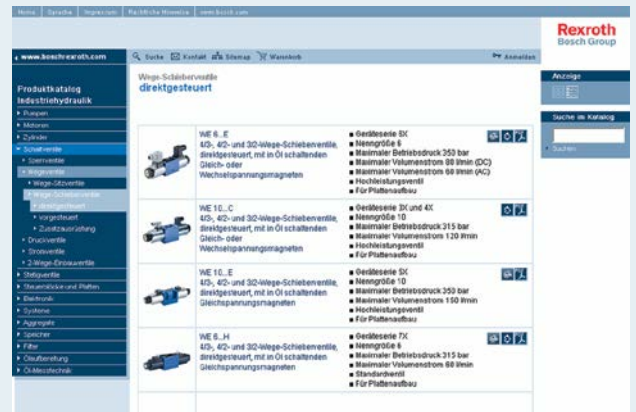 Home | Sprache | Impressum | Rechtliche Hinweise | www.bosch.com
Rexroth
Bosch Group
www.boschrexroth.com
Suche Kontakt Sitemap Warenkorb Anmelden
Produktkatalog
Industriehydraulik
Pumpen
Motoren
Zylinder
Schaltventile
Sperrventile
Wegeventile
Wege-Sitzventile
Wege-Schieberventile
direktgesteuert
vorgesteuert
Zusatzausrüstung
Druckventile
Stromventile
2-Wege-Einbauventile
Stetigventile
Steuerblöcke und Platten
Elektronik
Systeme
Aggregate
Speicher
Filter
Ölaufbereitung
Öl-Messtechnik
Wege-Schieberventile
direktgesteuert
WE 6...E
4/3-, 4/2- und 3/2-Wege-Schieberventile,
direktgesteuert, mit in Öl schaltenden
Gleich- oder
Wechselspannungsmagneten
Geräteserie 6X
Nenngröße 6
Maximaler Betriebsdruck 350 bar
Maximaler Volumenstrom 80 l/min (DC)
Maximaler Volumenstrom 60 l/min (AC)
Hochleistungsventil
Für Plattenaufbau
WE 10...C
4/3-, 4/2- und 3/2-Wege-Schieberventile,
direktgesteuert, mit in Öl schaltenden
Gleich- oder
Wechselspannungsmagneten
Geräteserie 3X und 4X
Nenngröße 10
Maximaler Betriebsdruck 315 bar
Maximaler Volumenstrom 120 l/min
Hochleistungsventil
Für Plattenaufbau
WE 10...E
4/3-, 4/2- und 3/2-Wege-Schieberventile,
direktgesteuert, mit in Öl schaltenden
Gleichspannungsmagneten
Geräteserie 5X
Nenngröße 10
Maximaler Betriebsdruck 350 bar
Maximaler Volumenstrom 150 l/min
Hochleistungsventil
Für Plattenaufbau
WE 6...H
4/3-, 4/2- und 3/2-Wege-Schieberventile,
direktgesteuert, mit in Öl schaltenden
Gleichspannungsmagneten
Geräteserie 7X
Nenngröße 6
Maximaler Betriebsdruck 315 bar
Maximaler Volumenstrom 60 l/min
Standardventil
Für Plattenaufbau
Anzeige
Suche im Katalog
Suchen